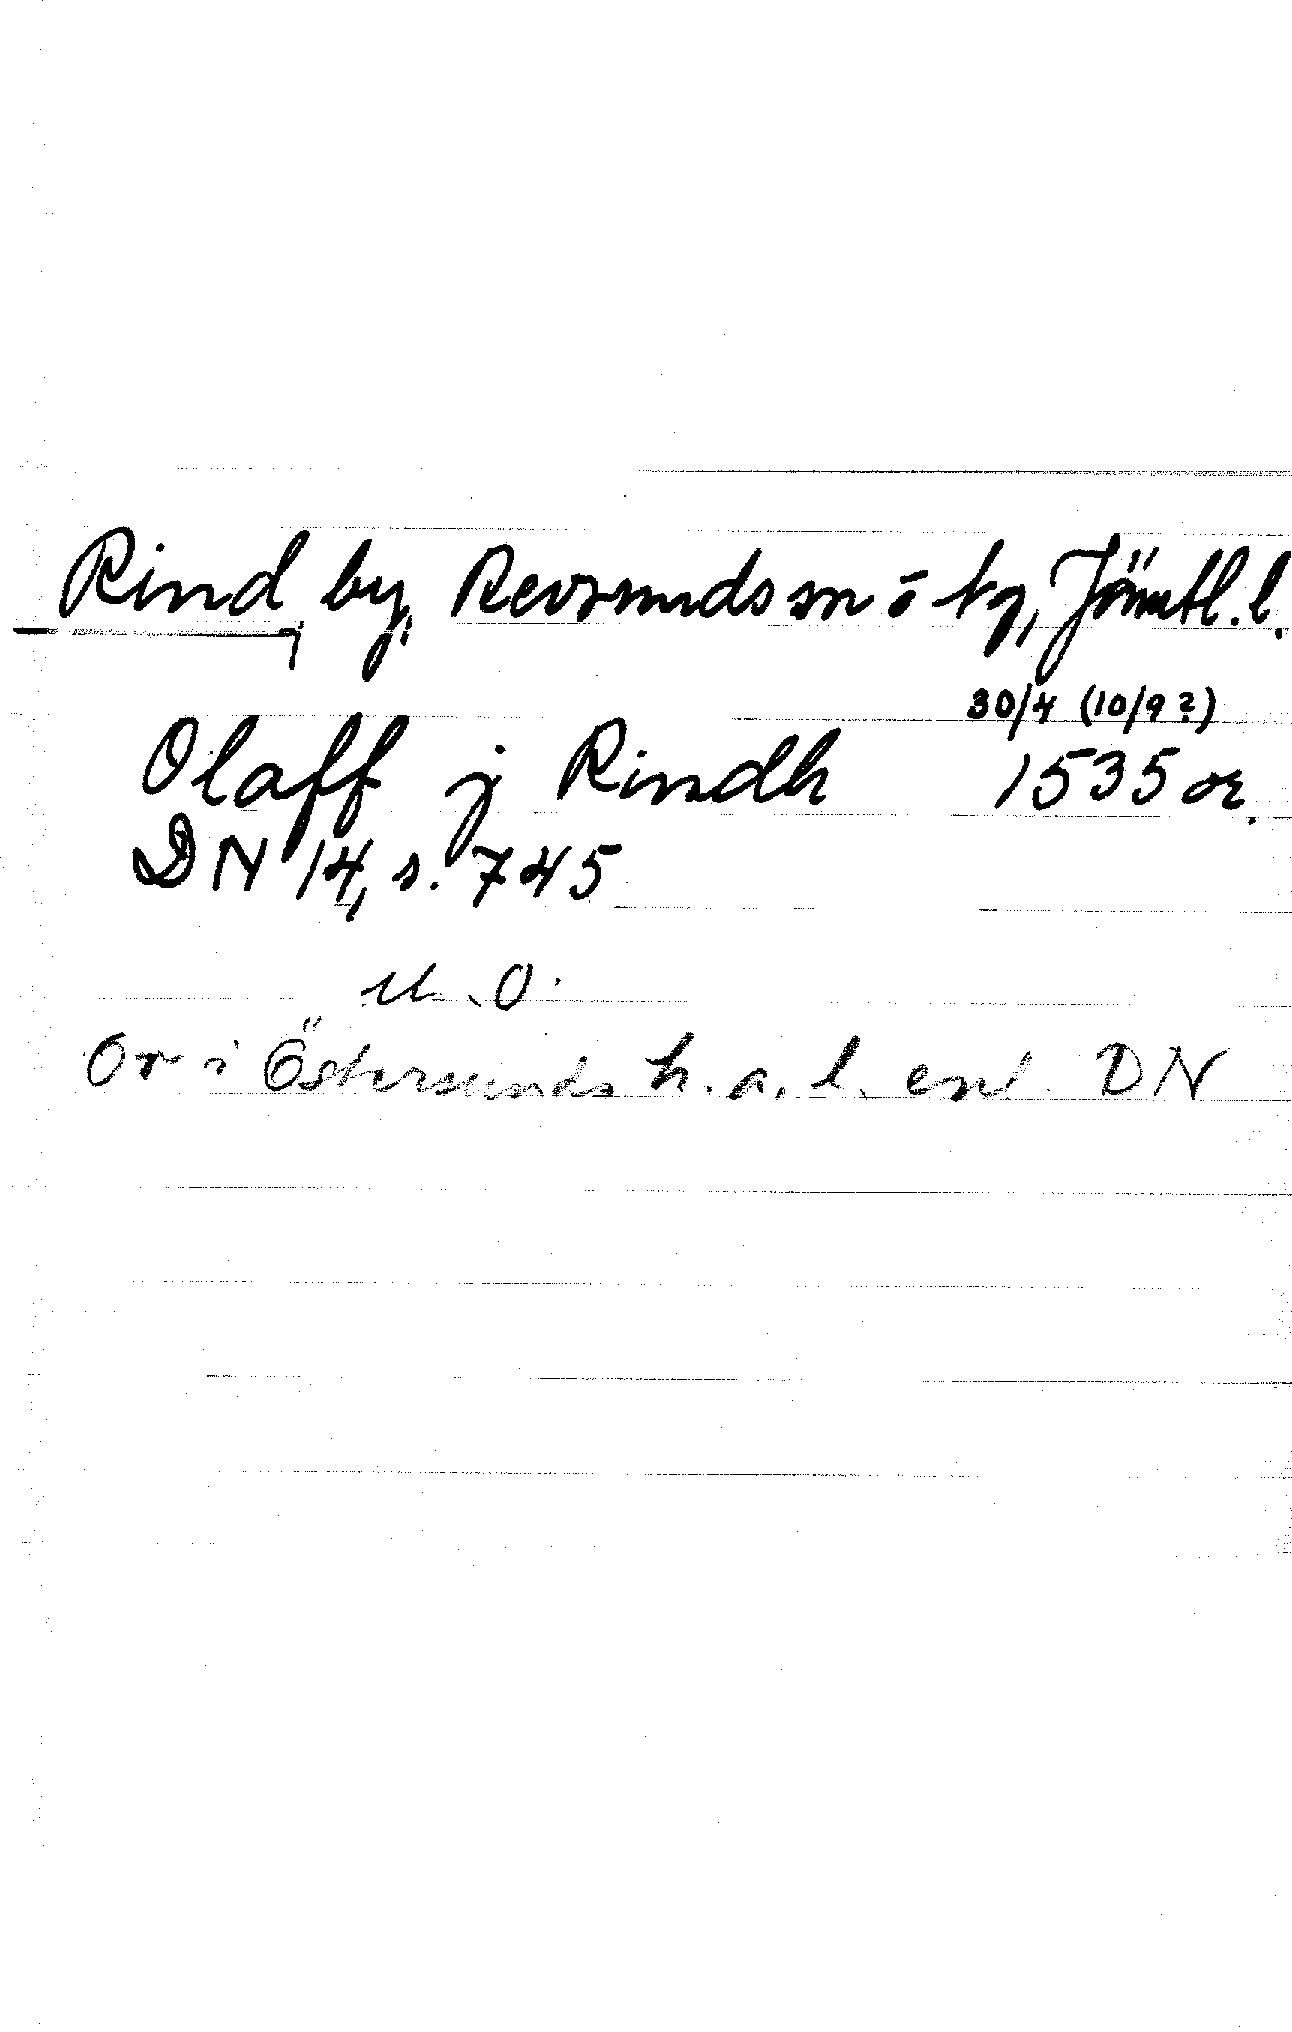 Rind, by, Revsunds sn o tg, Jämtl. l.
30/4 (10/9?)
Olaff j Rindh 1535 or.
DN 14, s. 745
U. O.
Or i Östersunds h. a. l. enl. DN